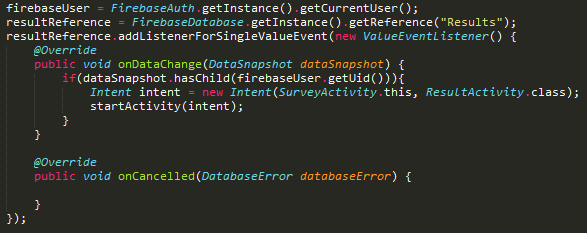 firebaseUser = FirebaseAuth.getInstance().getCurrentUser();
resultReference = FirebaseDatabase.getInstance().getReference("Results");
resultReference.addListenerForSingleValueEvent(new ValueEventListener() {
    @Override
    public void onDataChange(DataSnapshot dataSnapshot) {
        if(dataSnapshot.hasChild(firebaseUser.getUid())){
            Intent intent = new Intent(SurveyActivity.this, ResultActivity.class);
            startActivity(intent);
        }
    }

    @Override
    public void onCancelled(DatabaseError databaseError) {

    }
});